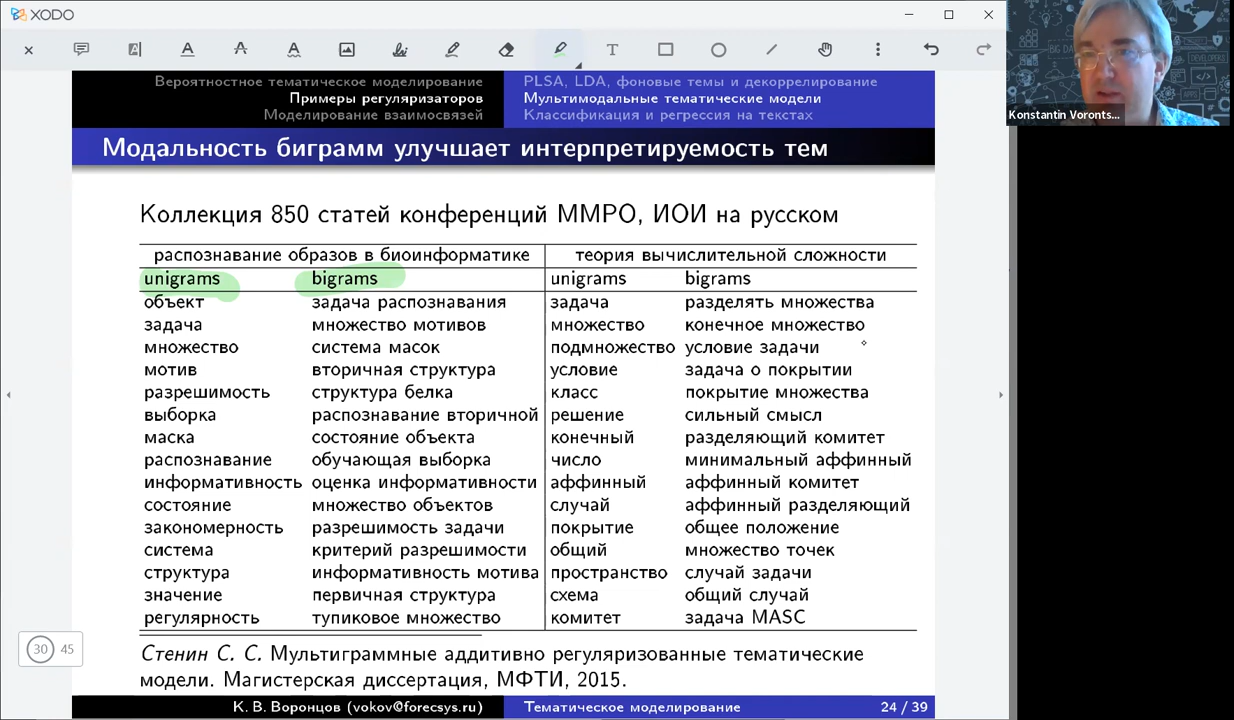 XODO
Вероятностное тематическое моделирование
PLSA, LDA, фоновые темы и декоррелирование
Примеры регуляризаторов
Мультимодальные тематические модели
Моделирование взаимосвязей
Классификация и регрессия на текстах
Konstantin Voronts...
Модальность биграмм улучшает интерпретируемость тем
Коллекция 850 статей конференций ММРО, ИОИ на русском
распознавание образов в биоинформатике теория вычислительной сложности
unigrams bigrams unigrams bigrams
объект задача распознавания задача разделять множества
задача множество мотивов множество конечное множество
множество система масок подмножество условие задачи
мотив вторичная структура условие задача о покрытии
разрешимость структура белка класс покрытие множества
выборка распознавание вторичной решение сильный смысл
маска состояние объекта конечный разделяющий комитет
распознавание обучающая выборка число минимальный аффинный
информативность оценка информативности аффинный аффинный комитет
состояние множество объектов случай аффинный разделяющий
закономерность разрешимость задачи покрытие общее положение
система критерий разрешимости общий множество точек
структура информативность мотива пространство случай задачи
значение первичная структура схема общий случай
регулярность тупиковое множество комитет задача MASC
Стенин С. С. Мультиграммные аддитивно регуляризованные тематические
модели. Магистерская диссертация, МФТИ, 2015.
30 45
К. В. Воронцов (vokov@forecsys.ru) Тематическое моделирование 24 / 39